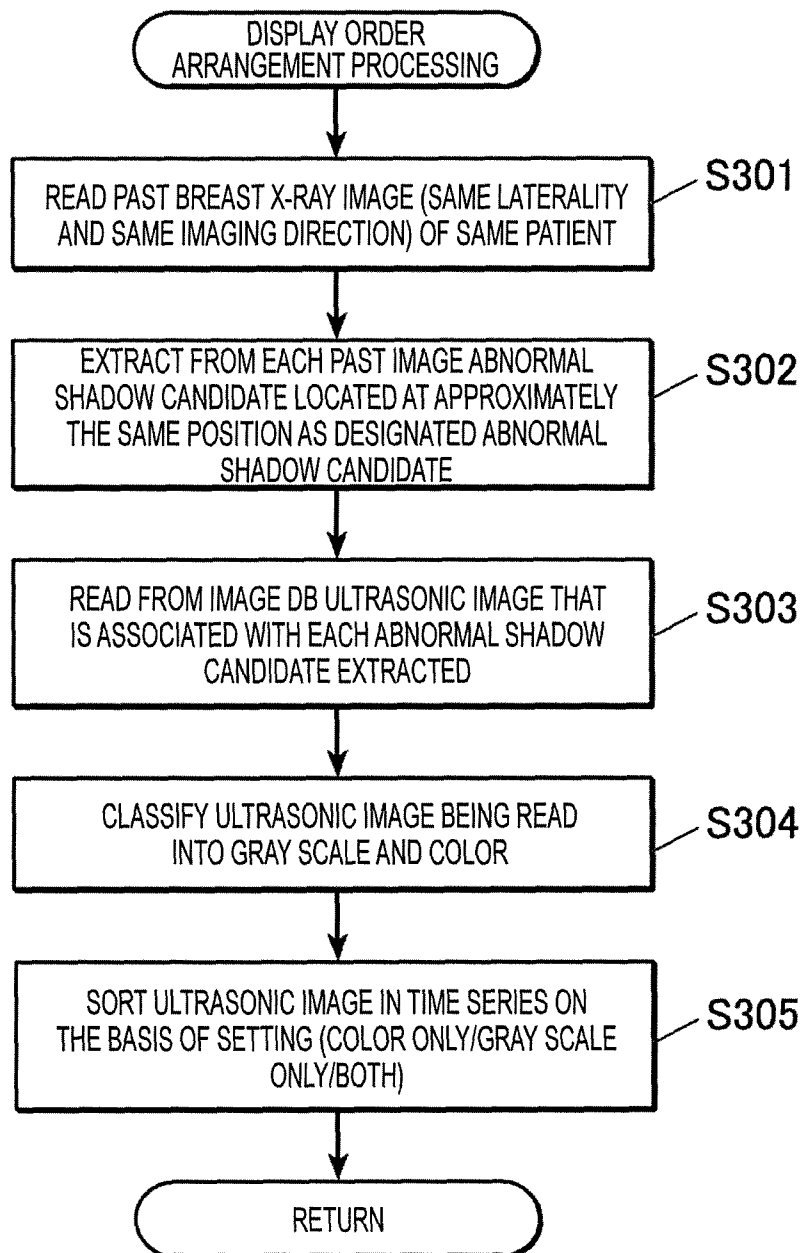 DISPLAY ORDER
ARRANGEMENT PROCESSING
READ PAST BREAST X-RAY IMAGE (SAME LATERALITY
AND SAME IMAGING DIRECTION) OF SAME PATIENT
S301
EXTRACT FROM EACH PAST IMAGE ABNORMAL
SHADOW CANDIDATE LOCATED AT APPROXIMATELY
THE SAME POSITION AS DESIGNATED ABNORMAL
SHADOW CANDIDATE
S302
READ FROM IMAGE DB ULTRASONIC IMAGE THAT
IS ASSOCIATED WITH EACH ABNORMAL SHADOW
CANDIDATE EXTRACTED
S303
CLASSIFY ULTRASONIC IMAGE BEING READ
INTO GRAY SCALE AND COLOR
S304
SORT ULTRASONIC IMAGE IN TIME SERIES ON
THE BASIS OF SETTING (COLOR ONLY/GRAY SCALE
ONLY/BOTH)
S305
RETURN